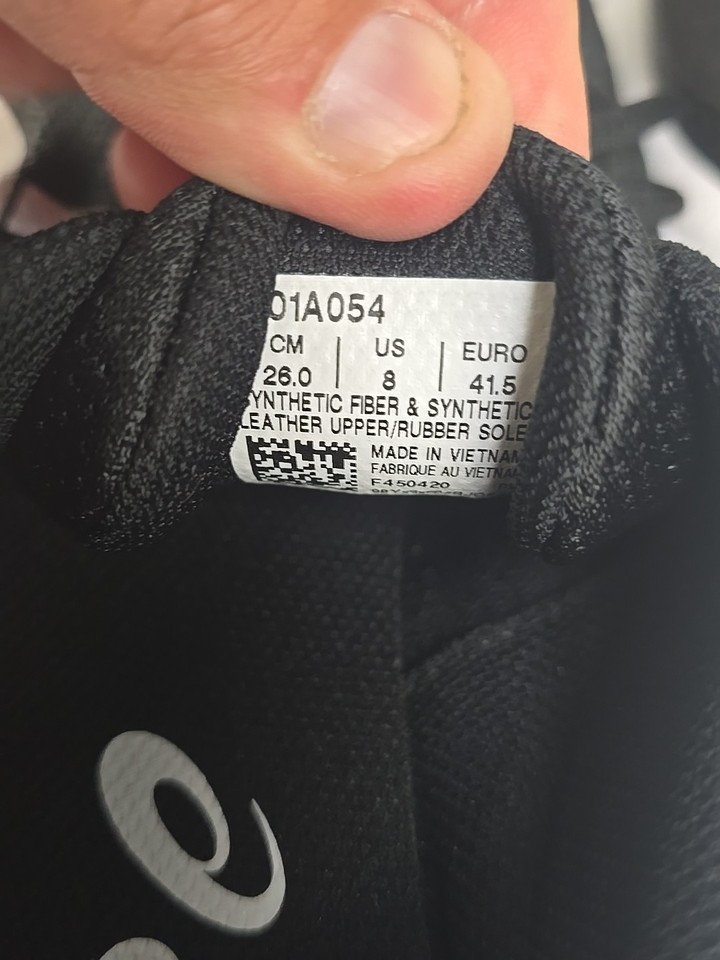 01A054
CM | US | EURO
26.0 | 8 | 41.5
YNTHETIC FIBER & SYNTHETIC
LEATHER UPPER/RUBBER SOLE
MADE IN VIETNAM
FABRIQUE AU VIETNAM
F450420